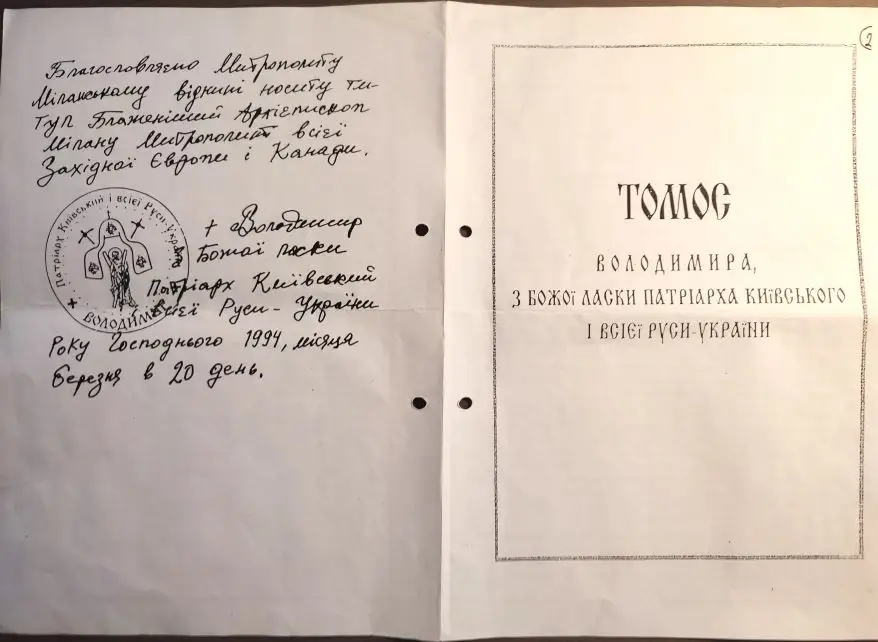 Благословляємо Митрополиту
Міланському віднині носити ти-
тул Блаженіший Архієпископ
Мілану Митрополит всієї
Західної Європи і Канади.
Патріарх Київський і всієї Руси-України
ВОЛОДИМИР
+ Володимир
Божої ласки
Патріарх Київський
всієї Руси-України
Року Господнього 1994, місяця
березня в 20 день.
2
ТОМОС
ВОЛОДИМИРА,
З БОЖОЇ ЛАСКИ ПАТРІАРХА КИЇВСЬКОГО
І ВСІЄЇ РУСИ-УКРАЇНИ